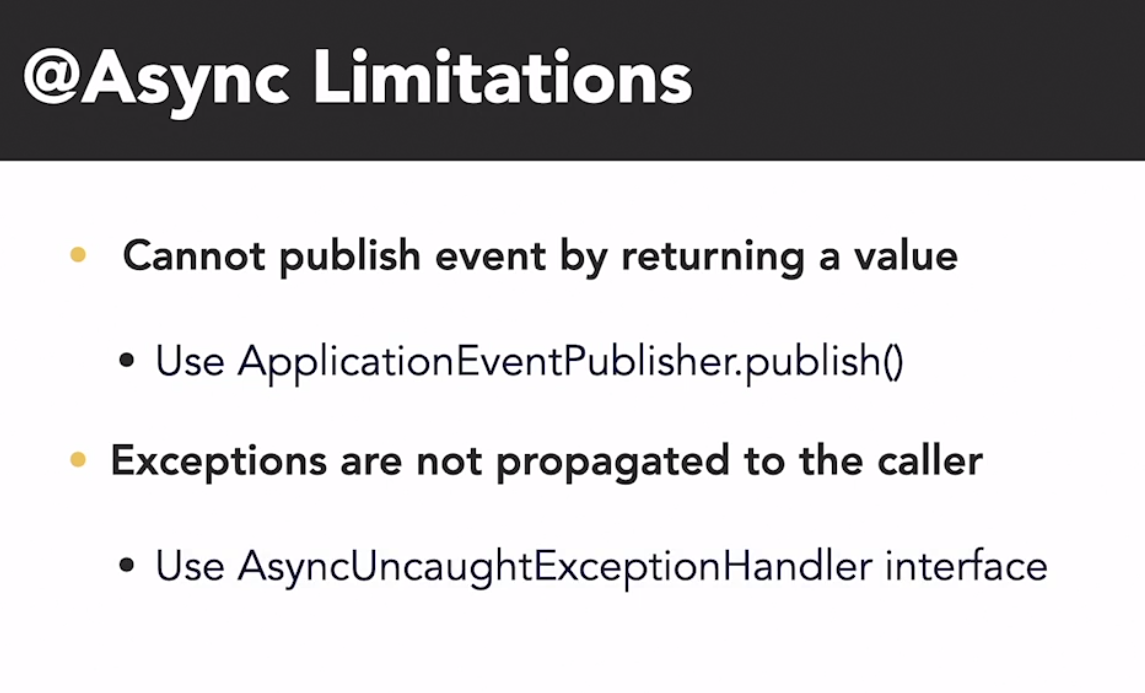 @Async Limitations
• Cannot publish event by returning a value
• Use ApplicationEventPublisher.publish()
• Exceptions are not propagated to the caller
• Use AsyncUncaughtExceptionHandler interface